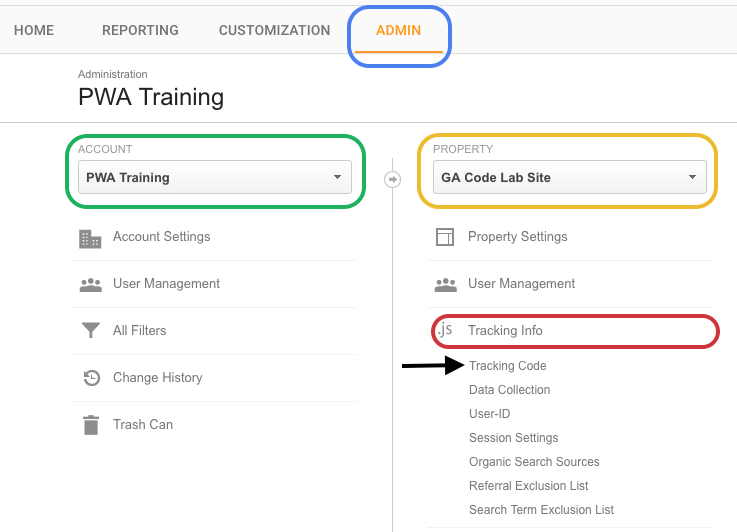 HOME REPORTING CUSTOMIZATION ADMIN
Administration
PWA Training
ACCOUNT
PWA Training
Account Settings
User Management
All Filters
Change History
Trash Can
PROPERTY
GA Code Lab Site
Property Settings
User Management
.js Tracking Info
Tracking Code
Data Collection
User-ID
Session Settings
Organic Search Sources
Referral Exclusion List
Search Term Exclusion List